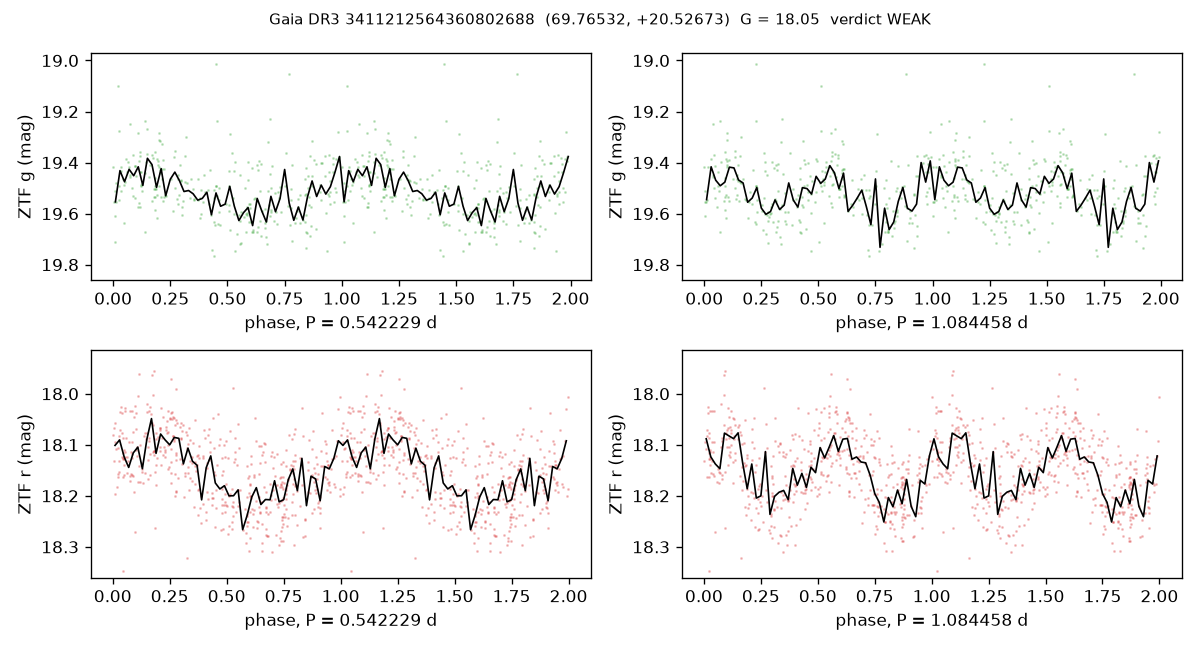 Gaia DR3 3411212564360802688 (69.76532, +20.52673) G = 18.05 verdict WEAK
ZTF g (mag)
19.0
19.2
19.4
19.6
19.8
0.00 0.25 0.50 0.75 1.00 1.25 1.50 1.75 2.00
phase, P = 0.542229 d
ZTF g (mag)
19.0
19.2
19.4
19.6
19.8
0.00 0.25 0.50 0.75 1.00 1.25 1.50 1.75 2.00
phase, P = 1.084458 d
ZTF r (mag)
18.0
18.1
18.2
18.3
0.00 0.25 0.50 0.75 1.00 1.25 1.50 1.75 2.00
phase, P = 0.542229 d
ZTF r (mag)
18.0
18.1
18.2
18.3
0.00 0.25 0.50 0.75 1.00 1.25 1.50 1.75 2.00
phase, P = 1.084458 d